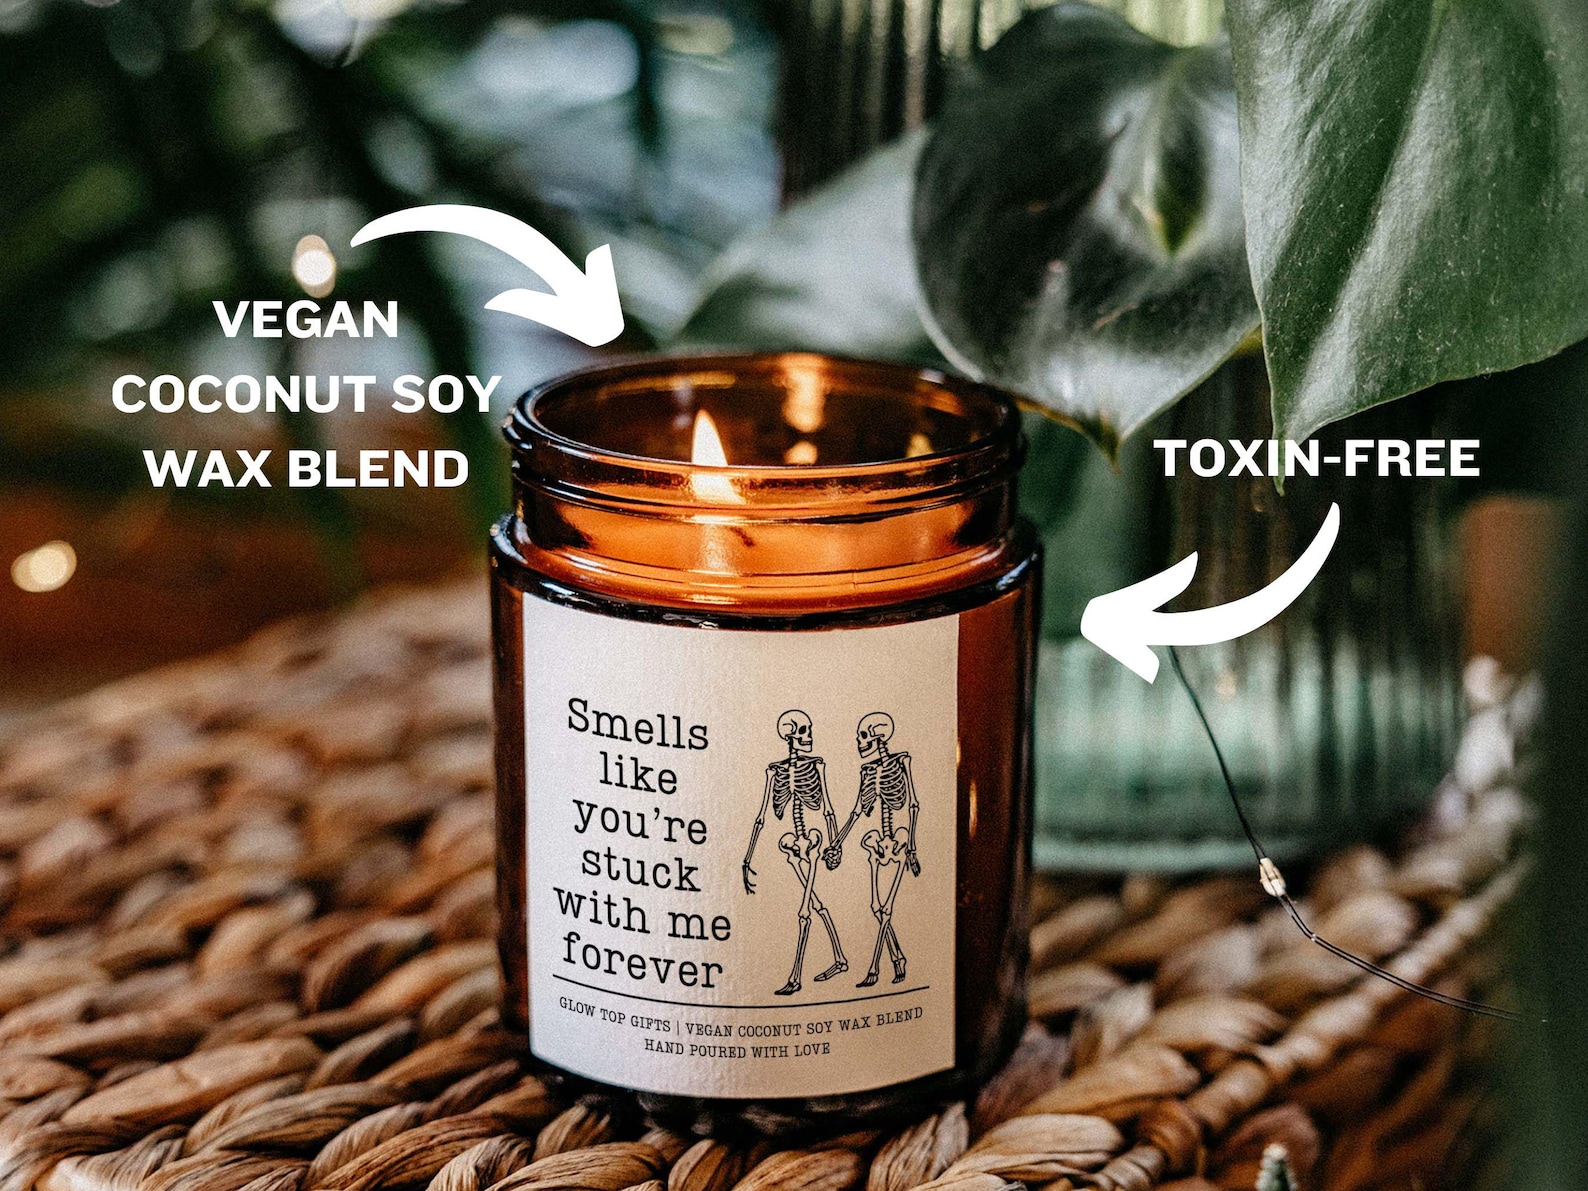 VEGAN
COCONUT SOY
WAX BLEND
TOXIN-FREE
Smells
like
you're
stuck
with me
forever
GLOW TOP GIFTS | VEGAN COCONUT SOY WAX BLEND
HAND POURED WITH LOVE